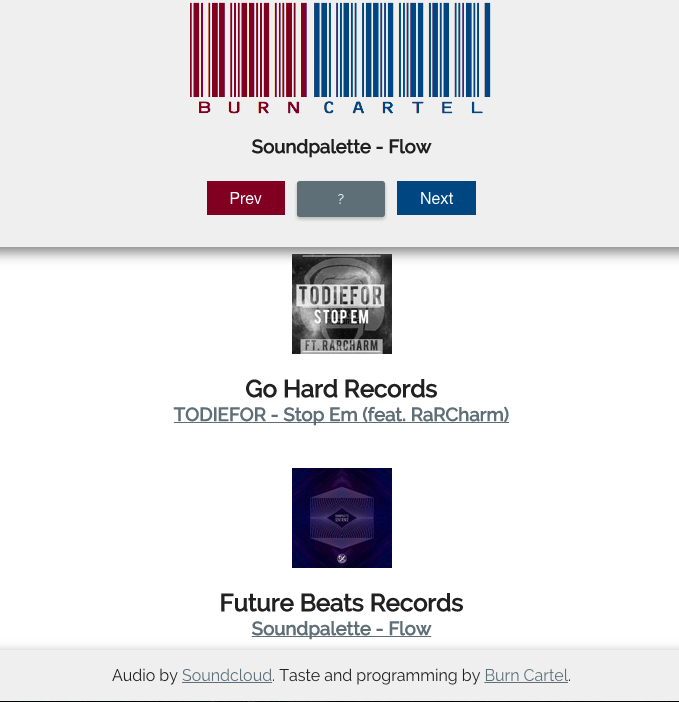 BURN CARTEL
Soundpalette - Flow
Prev ? Next
TODIEFOR
STOP EM
FT. RARCHARM
Go Hard Records
TODIEFOR - Stop Em (feat. RaRCharm)
Future Beats Records
Soundpalette - Flow
Audio by Soundcloud. Taste and programming by Burn Cartel.